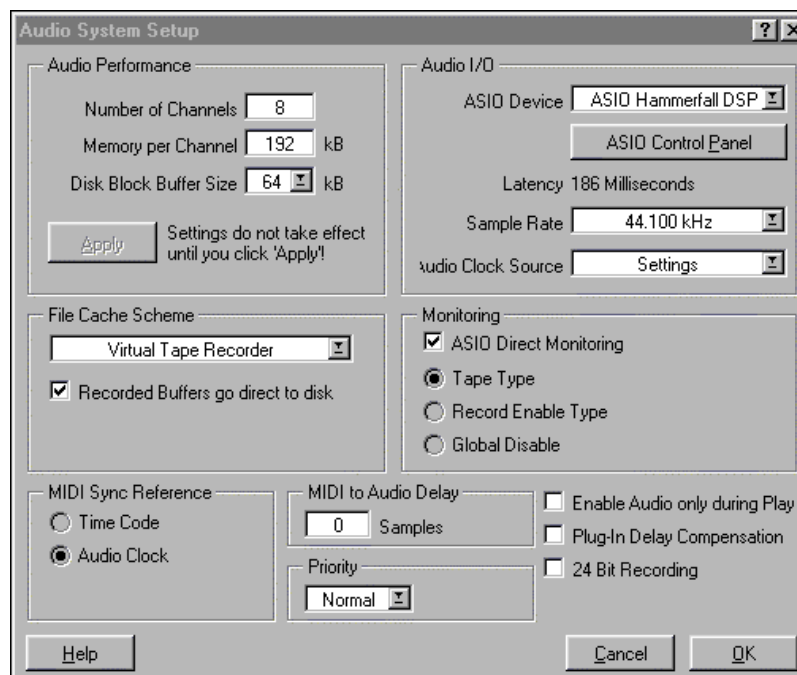 Audio System Setup
Audio Performance
Number of Channels 8
Memory per Channel 192 kB
Disk Block Buffer Size 64 kB
Apply
Settings do not take effect
until you click 'Apply'!
Audio I/O
ASIO Device ASIO Hammerfall DSP
ASIO Control Panel
Latency 186 Milliseconds
Sample Rate 44.100 kHz
Audio Clock Source Settings
File Cache Scheme
Virtual Tape Recorder
Recorded Buffers go direct to disk
Monitoring
ASIO Direct Monitoring
Tape Type
Record Enable Type
Global Disable
MIDI Sync Reference
Time Code
Audio Clock
MIDI to Audio Delay
0 Samples
Priority
Normal
Enable Audio only during Play
Plug-In Delay Compensation
24 Bit Recording
Help
Cancel
OK